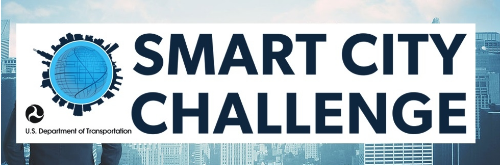 SMART CITY
CHALLENGE
U.S. Department of Transportation